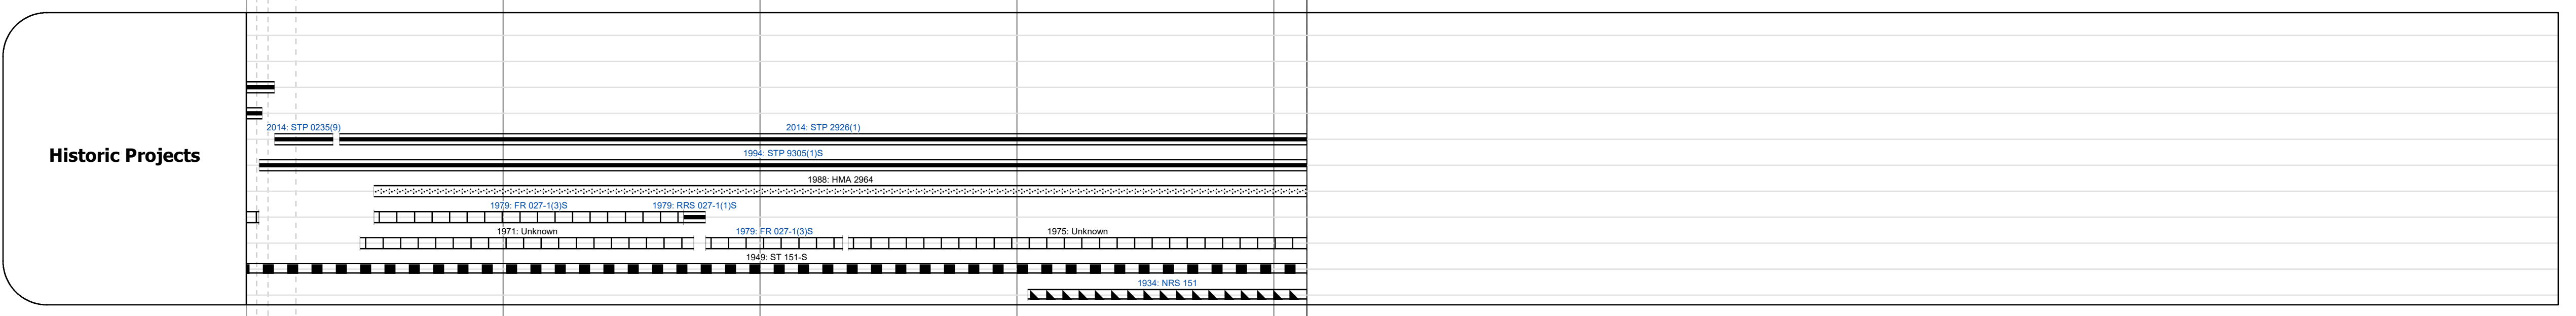 2014: STP 0235(9)
2014: STP 2926(1)
Historic Projects
1994: STP 9305(1)S
1988: HMA 2964
1979: FR 027-1(3)S
1979: RRS 027-1(1)S
1971: Unknown
1979: FR 027-1(3)S
1975: Unknown
1949: ST 151-S
1934: NRS 151